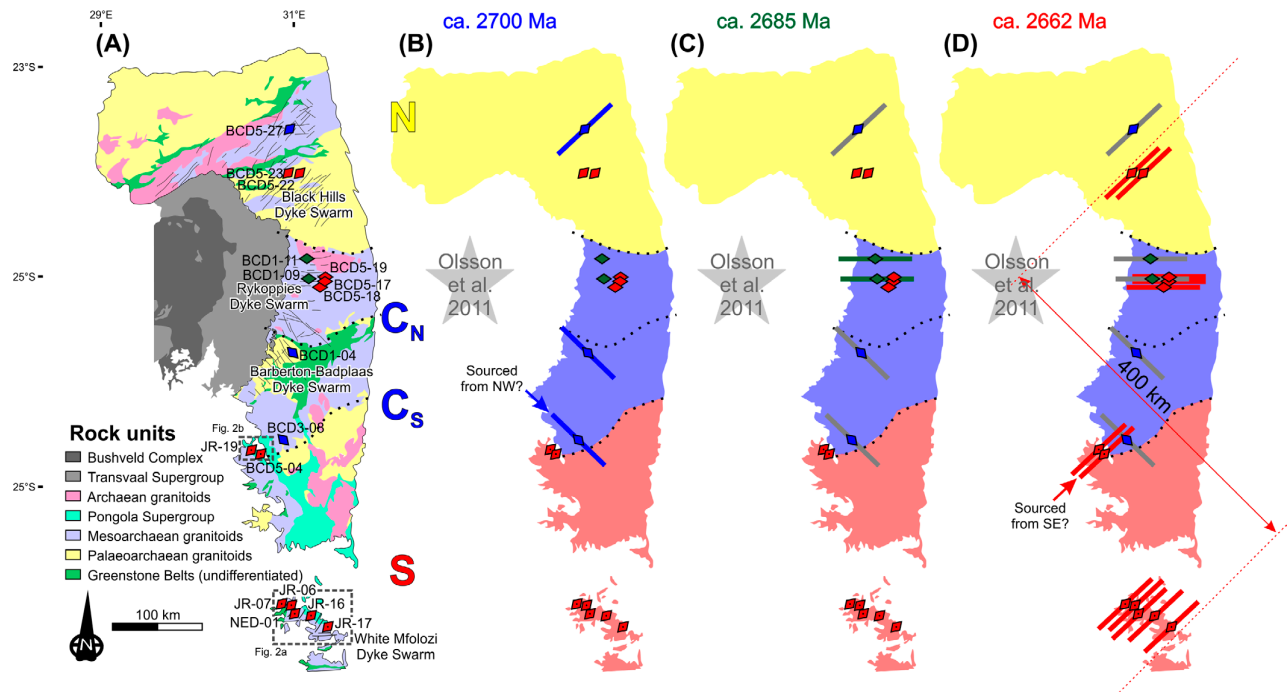 29°E
31°E
ca. 2700 Ma
ca. 2685 Ma
ca. 2662 Ma
(A)
(B)
(C)
(D)
23°S
25°S
25°S
N
C_N
C_S
S
BCD5-27
BCD5-23
BCD5-22
Black Hills
Dyke Swarm
BCD1-11
BCD5-19
BCD1-09
BCD5-17
Rykoppies
BCD5-18
Dyke Swarm
BCD1-04
Barberton-Badplaas
Dyke Swarm
BCD3-08
Fig. 2b
JR-19
BCD5-04
Rock units
Bushveld Complex
Transvaal Supergroup
Archaean granitoids
Pongola Supergroup
Mesoarchaean granitoids
Palaeoarchaean granitoids
Greenstone Belts (undifferentiated)
N
100 km
JR-06
JR-07
JR-16
NED-01
JR-17
White Mfolozi
Dyke Swarm
Fig. 2a
Olsson
et al.
2011
Sourced
from NW?
Olsson
et al.
2011
Olsson
et al.
2011
400 km
Sourced
from SE?